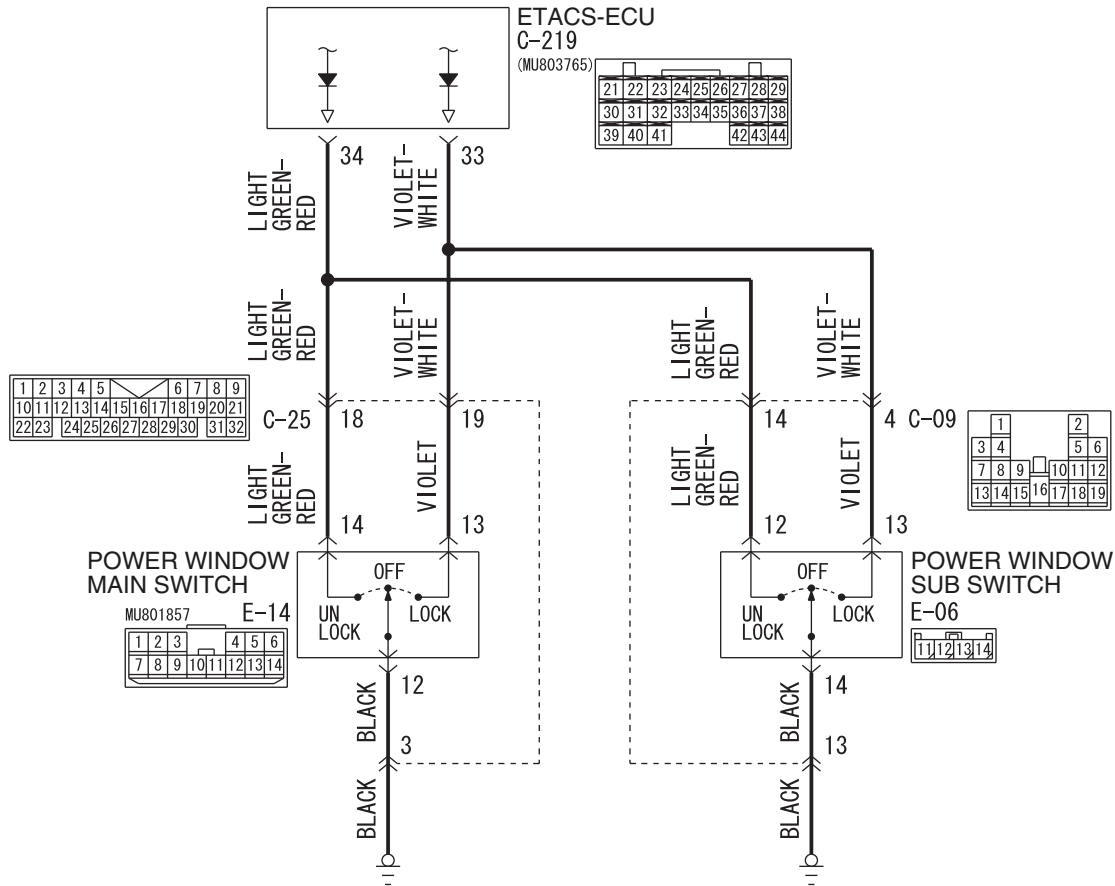 ETACS-ECU
C-219
(MU803765)
21 22 23 24 25 26 27 28 29
30 31 32 33 34 35 36 37 38
39 40 41 42 43 44
34
33
LIGHT
GREEN-
RED
VIOLET-
WHITE
LIGHT
GREEN-
RED
VIOLET-
WHITE
LIGHT
GREEN-
RED
VIOLET-
WHITE
1 2 3 4 5 6 7 8 9
10 11 12 13 14 15 16 17 18 19 20 21
22 23 24 25 26 27 28 29 30 31 32
C-25
18
19
14
4
C-09
1 2
3 4 5 6
7 8 9 10 11 12
13 14 15 16 17 18 19
LIGHT
GREEN-
RED
VIOLET
LIGHT
GREEN-
RED
VIOLET
14
13
12
13
POWER WINDOW
MAIN SWITCH
MU801857
E-14
1 2 3 4 5 6
7 8 9 10 11 12 13 14
OFF
UN
LOCK
LOCK
OFF
UN
LOCK
LOCK
POWER WINDOW
SUB SWITCH
E-06
11 12 13 14
12
BLACK
3
BLACK
14
BLACK
13
BLACK